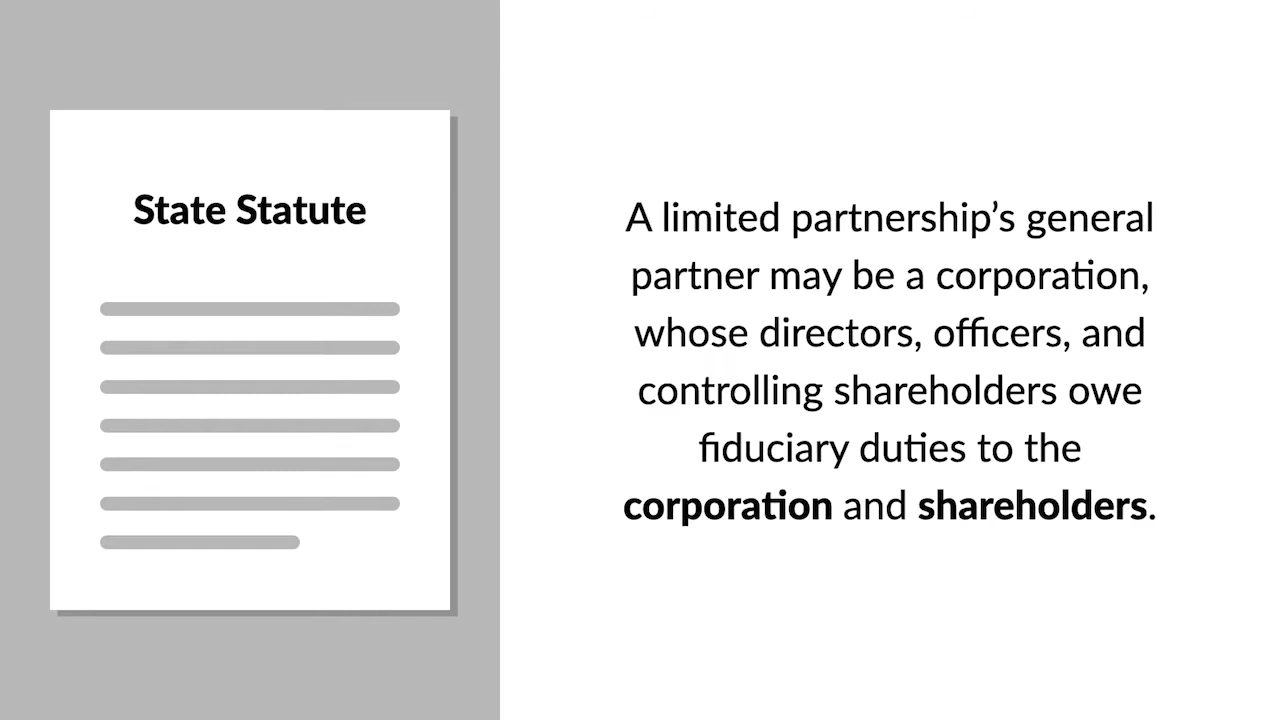 State Statute
A limited partnership’s general
partner may be a corporation,
whose directors, officers, and
controlling shareholders owe
fiduciary duties to the
corporation and shareholders.